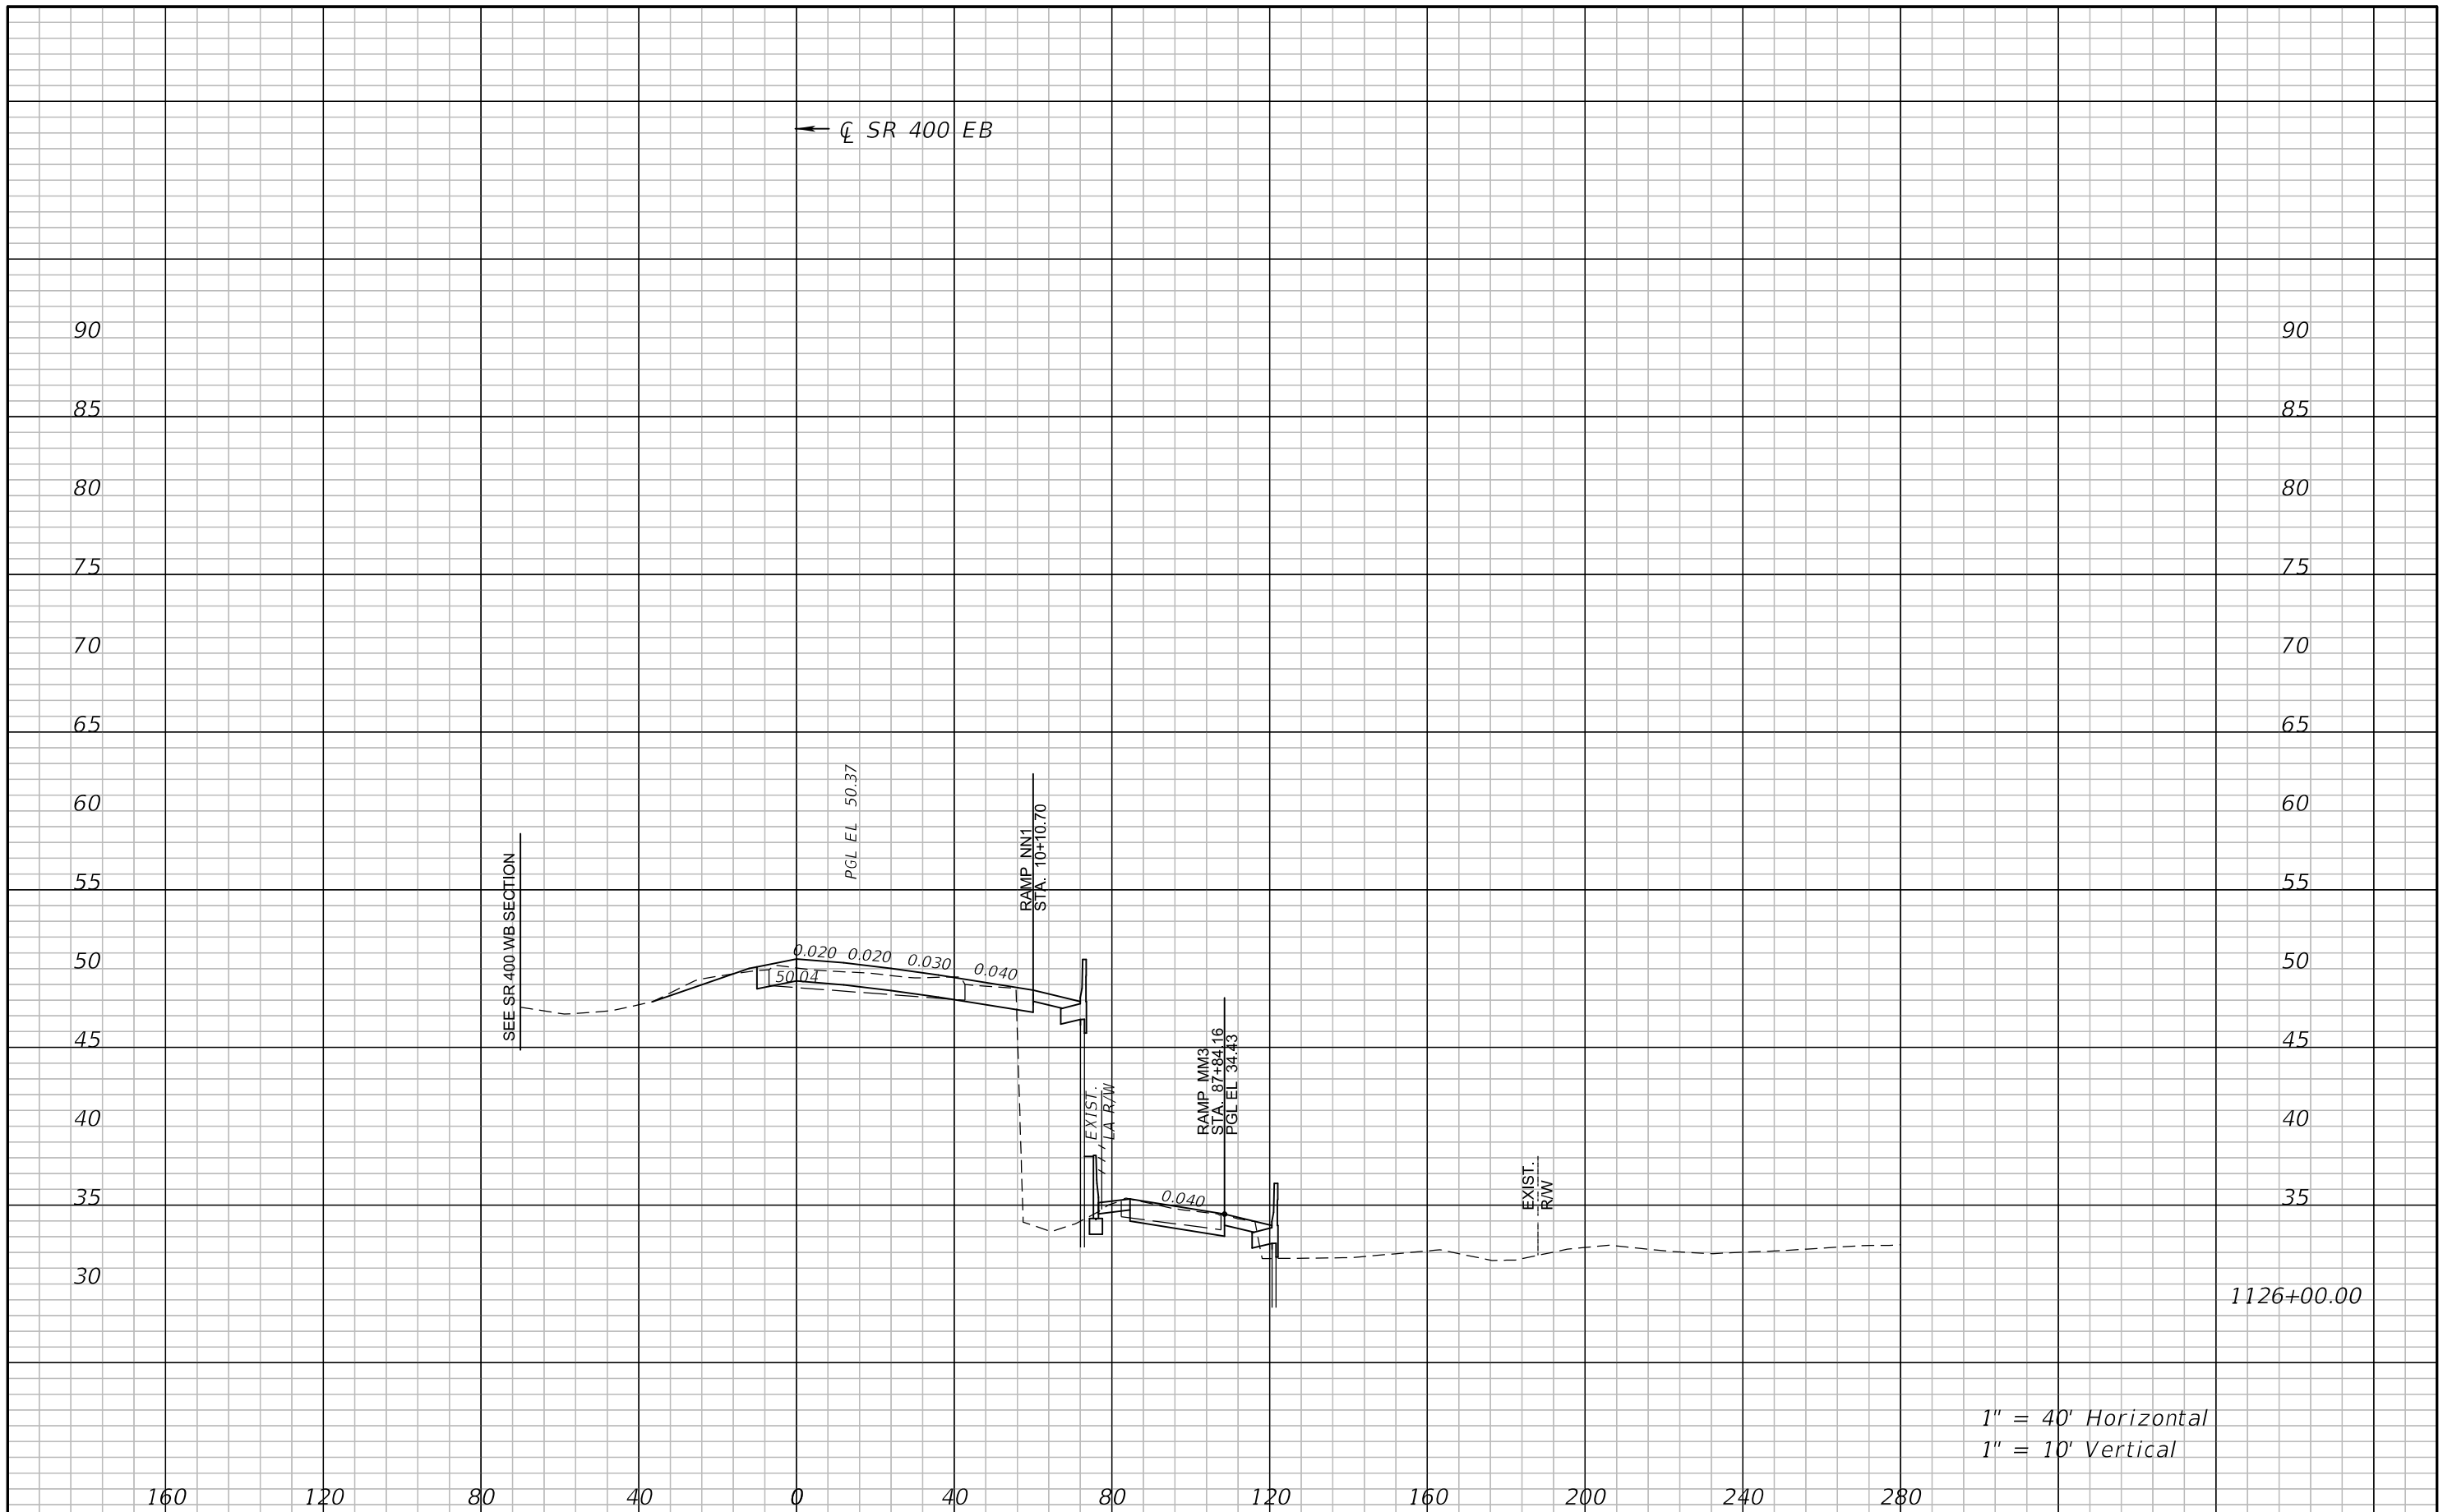 ℄ SR 400 EB
90 90
85 85
80 80
75 75
70 70
65 65
60 60
55 55
50 50
45 45
40 40
35 35
30
SEE SR 400 WB SECTION
PGL EL 50.37
RAMP NN1
STA. 10+10.70
0.020 0.020 0.030 0.040
50.04
EXIST.
LA R/W
RAMP MM3
STA. 87+84.16
PGL EL 34.43
0.040
EXIST.
R/W
1126+00.00
1" = 40' Horizontal
1" = 10' Vertical
160 120 80 40 0 40 80 120 160 200 240 280